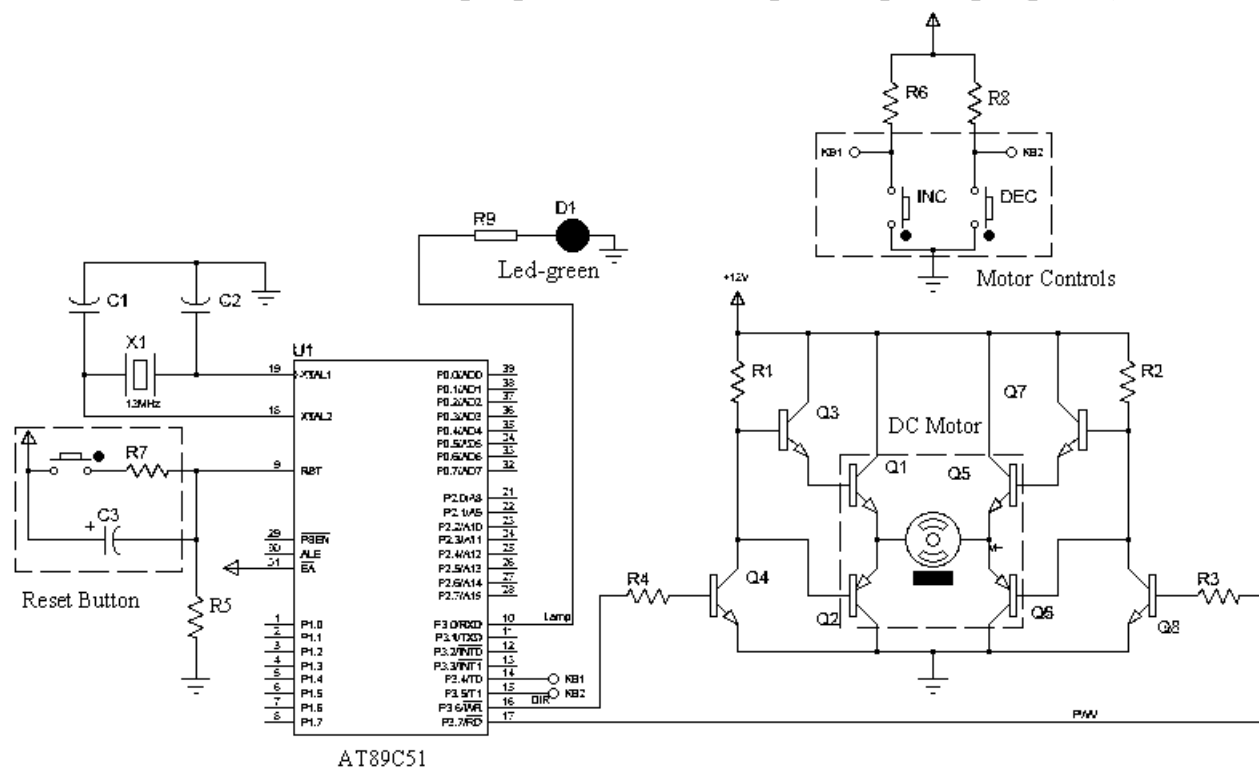 R6
R8
KB1
KB2
INC
DEC
Motor Controls
D1
R9
Led-green
C1
C2
X1
12MHz
U1
19
XTAL1
18
XTAL2
9
RST
29
PSEN
30
ALE
31
EA
1
P1.0
2
P1.1
3
P1.2
4
P1.3
5
P1.4
6
P1.5
7
P1.6
8
P1.7
P0.0/AD0
39
P0.1/AD1
38
P0.2/AD2
37
P0.3/AD3
36
P0.4/AD4
35
P0.5/AD5
34
P0.6/AD6
33
P0.7/AD7
32
P2.0/A8
21
P2.1/A9
22
P2.2/A10
23
P2.3/A11
24
P2.4/A12
25
P2.5/A13
26
P2.6/A14
27
P2.7/A15
28
P3.0/RXD
10
Lamp
P3.1/TXD
11
P3.2/INT0
12
P3.3/INT1
13
P3.4/T0
14
KB1
P3.5/T1
15
KB2
P3.6/WR
16
DIR
P3.7/RD
17
AT89C51
R7
+
C3
Reset Button
R5
+12V
R1
R2
Q3
Q7
DC Motor
Q1
Q5
R4
Q4
Q2
Q6
R3
Q8